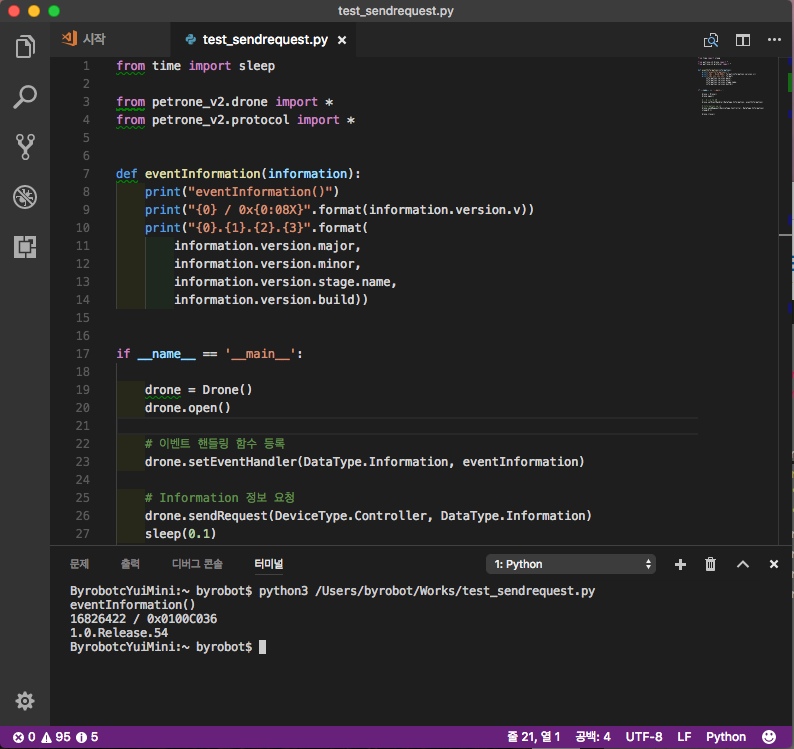 test_sendrequest.py
시작
test_sendrequest.py
1 from time import sleep
2
3 from petrone_v2.drone import *
4 from petrone_v2.protocol import *
5
6
7 def eventInformation(information):
8     print("eventInformation()")
9     print("{0} / 0x{0:08X}".format(information.version.v))
10     print("{0}.{1}.{2}.{3}".format(
11         information.version.major,
12         information.version.minor,
13         information.version.stage.name,
14         information.version.build))
15
16
17 if __name__ == '__main__':
18
19     drone = Drone()
20     drone.open()
21
22     # 이벤트 핸들링 함수 등록
23     drone.setEventHandler(DataType.Information, eventInformation)
24
25     # Information 정보 요청
26     drone.sendRequest(DeviceType.Controller, DataType.Information)
27     sleep(0.1)
문제 출력 디버그 콘솔 터미널 1: Python
ByrobotcYuiMini:~ byrobot$ python3 /Users/byrobot/Works/test_sendrequest.py
eventInformation()
16826422 / 0x0100C036
1.0.Release.54
ByrobotcYuiMini:~ byrobot$
0 95 5 줄 21, 열 1 공백: 4 UTF-8 LF Python